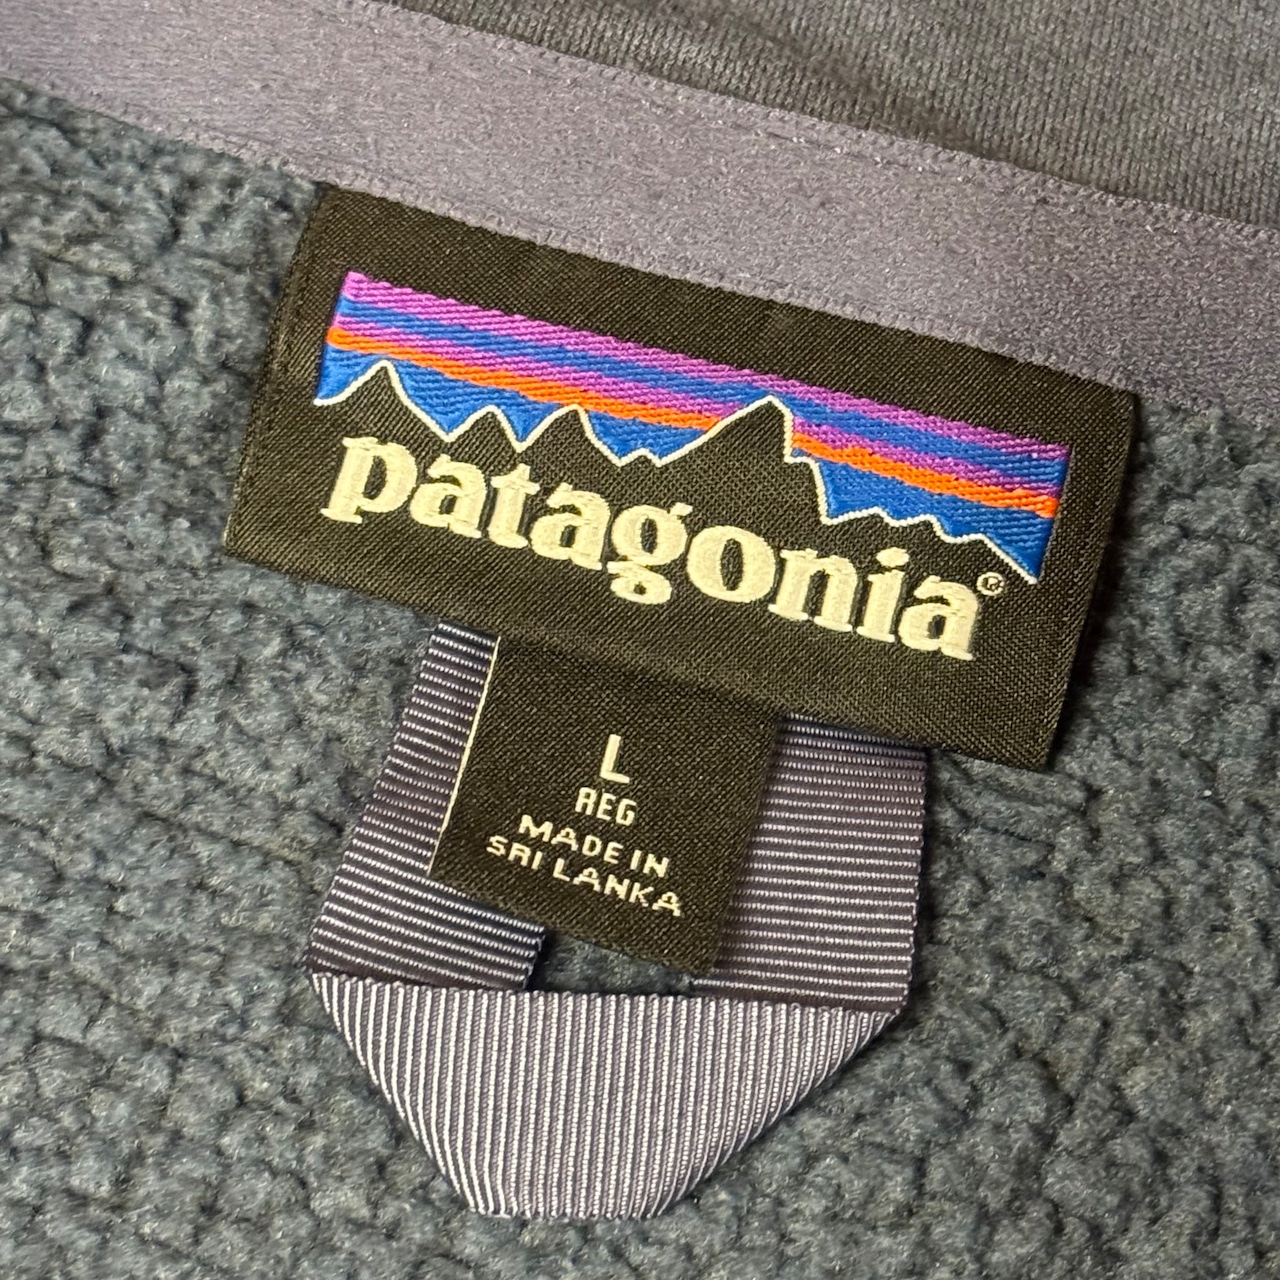 patagonia®
L
REG
MADE IN
SRI LANKA